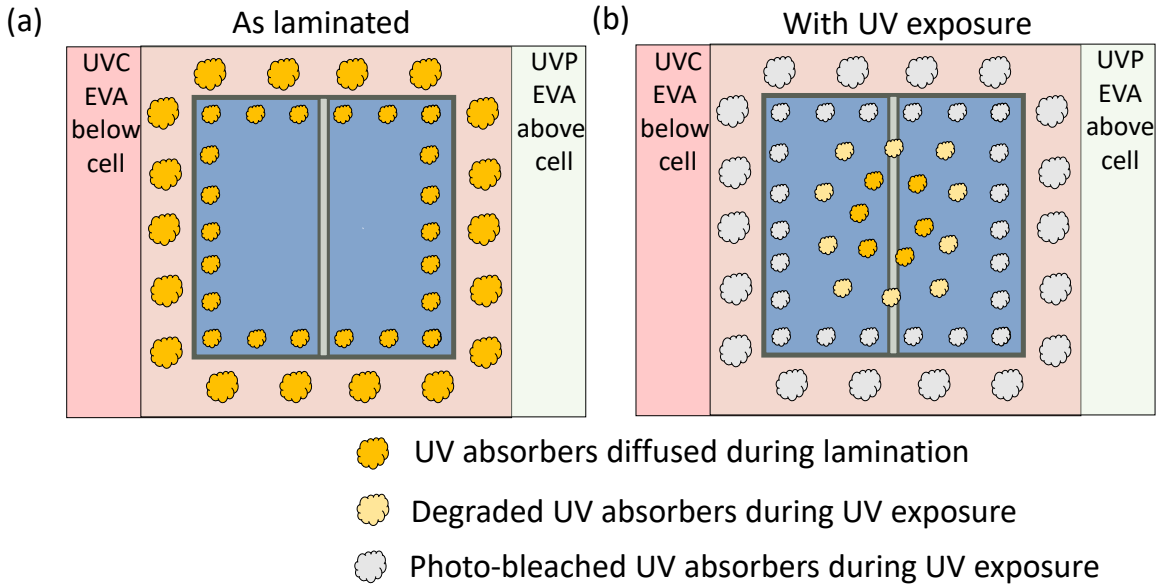 (a)
As laminated
UVC
EVA
below
cell
UVP
EVA
above
cell
(b)
With UV exposure
UVC
EVA
below
cell
UVP
EVA
above
cell
UV absorbers diffused during lamination
Degraded UV absorbers during UV exposure
Photo-bleached UV absorbers during UV exposure